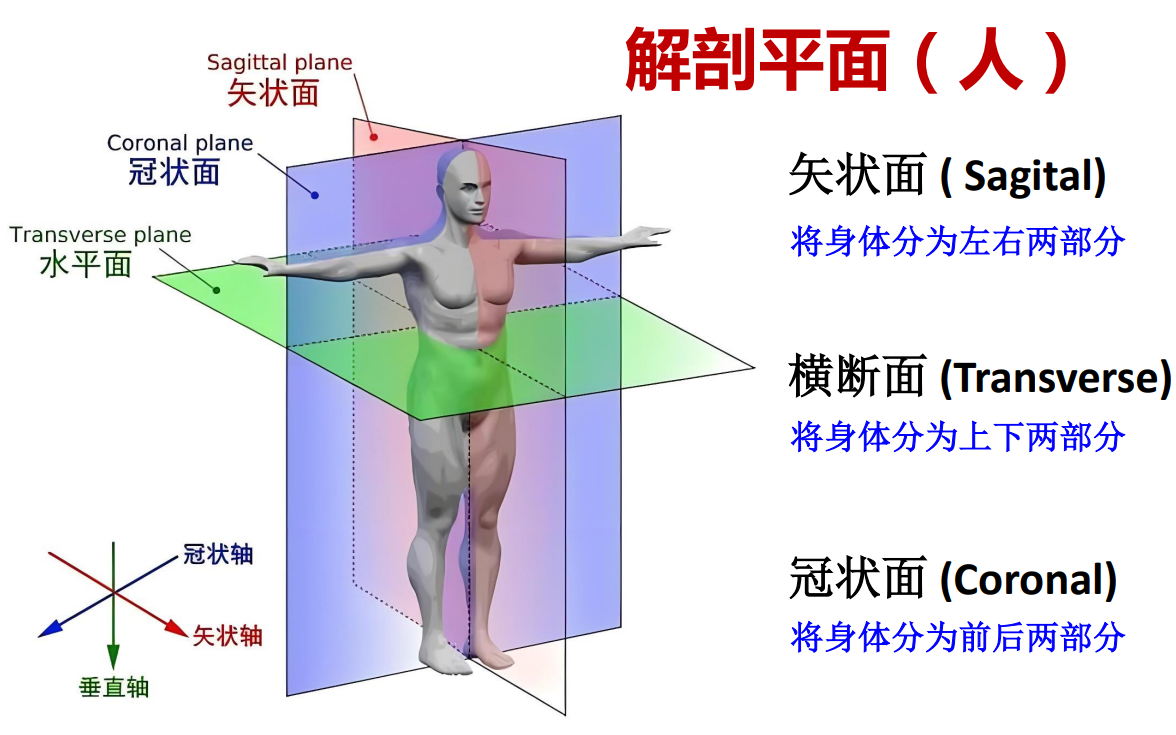 解剖平面（人）
Sagittal plane
矢状面
Coronal plane
冠状面
Transverse plane
水平面
矢状面 ( Sagital)
将身体分为左右两部分
横断面 (Transverse)
将身体分为上下两部分
冠状面 (Coronal)
将身体分为前后两部分
冠状轴
矢状轴
垂直轴